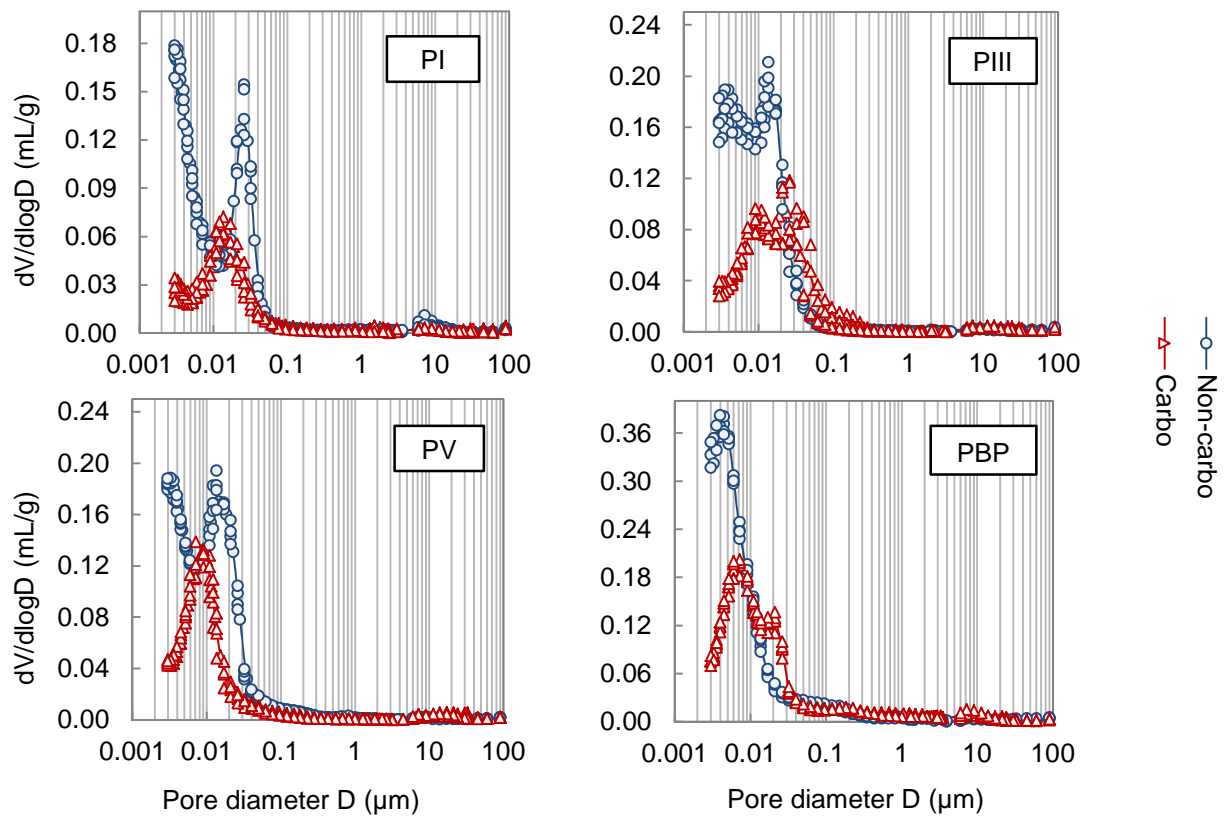 dV/dlogD (mL/g)
0.18
0.15
0.12
0.09
0.06
0.03
0.00
PI
0.001 0.01 0.1 1 10 100
µm
0.24
0.20
0.16
0.12
0.08
0.04
0.00
PIII
0.001 0.01 0.1 1 10 100
µm
dV/dlogD (mL/g)
0.24
0.20
0.16
0.12
0.08
0.04
0.00
PV
0.001 0.01 0.1 1 10 100
Pore diameter D (µm)
0.36
0.30
0.24
0.18
0.12
0.06
0.00
PBP
0.001 0.01 0.1 1 10 100
Pore diameter D (µm)
Non-carbo
Carbo